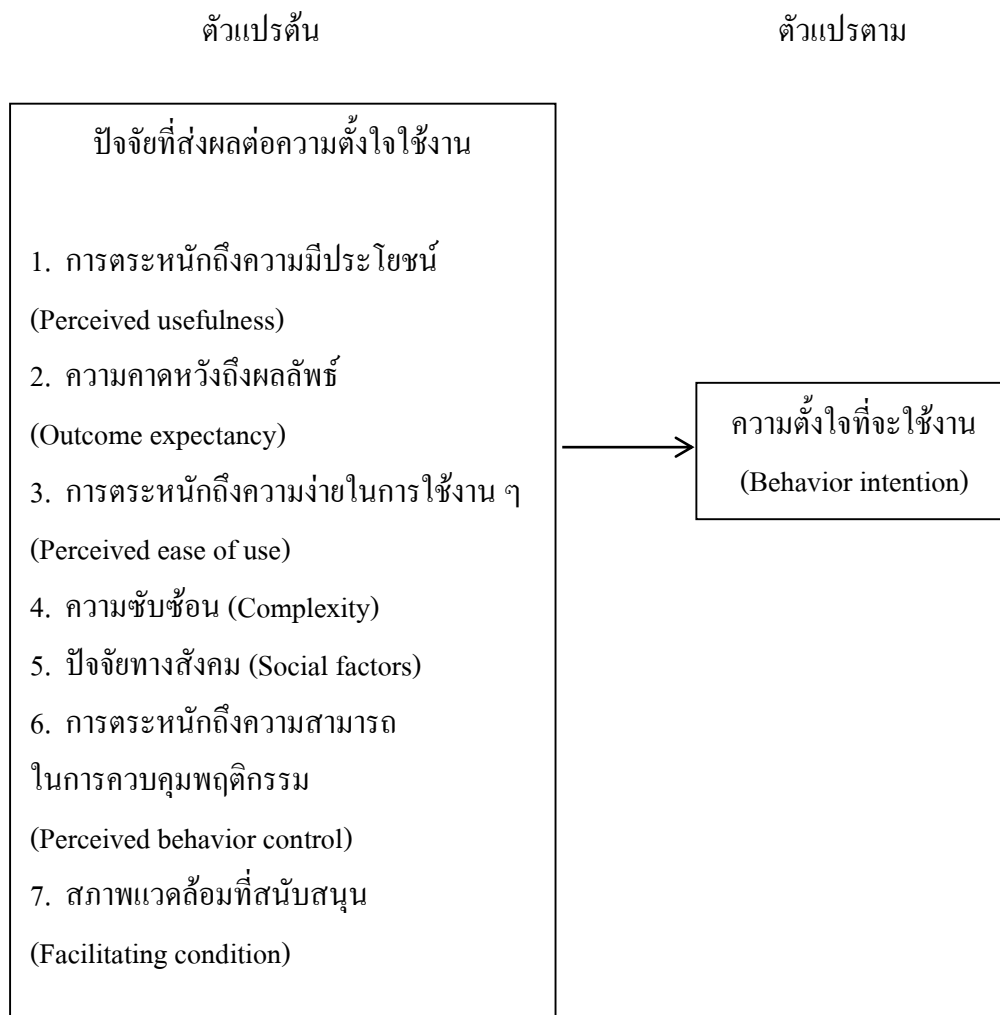 ตัวแปรต้น
ตัวแปรตาม
ปัจจัยที่ส่งผลต่อความตั้งใจใช้งาน
1. การตระหนักถึงความมีประโยชน์
(Perceived usefulness)
2. ความคาดหวังถึงผลลัพธ์
(Outcome expectancy)
3. การตระหนักถึงความง่ายในการใช้งาน ๆ
(Perceived ease of use)
4. ความซับซ้อน (Complexity)
5. ปัจจัยทางสังคม (Social factors)
6. การตระหนักถึงความสามารถ
ในการควบคุมพฤติกรรม
(Perceived behavior control)
7. สภาพแวดล้อมที่สนับสนุน
(Facilitating condition)
ความตั้งใจที่จะใช้งาน
(Behavior intention)